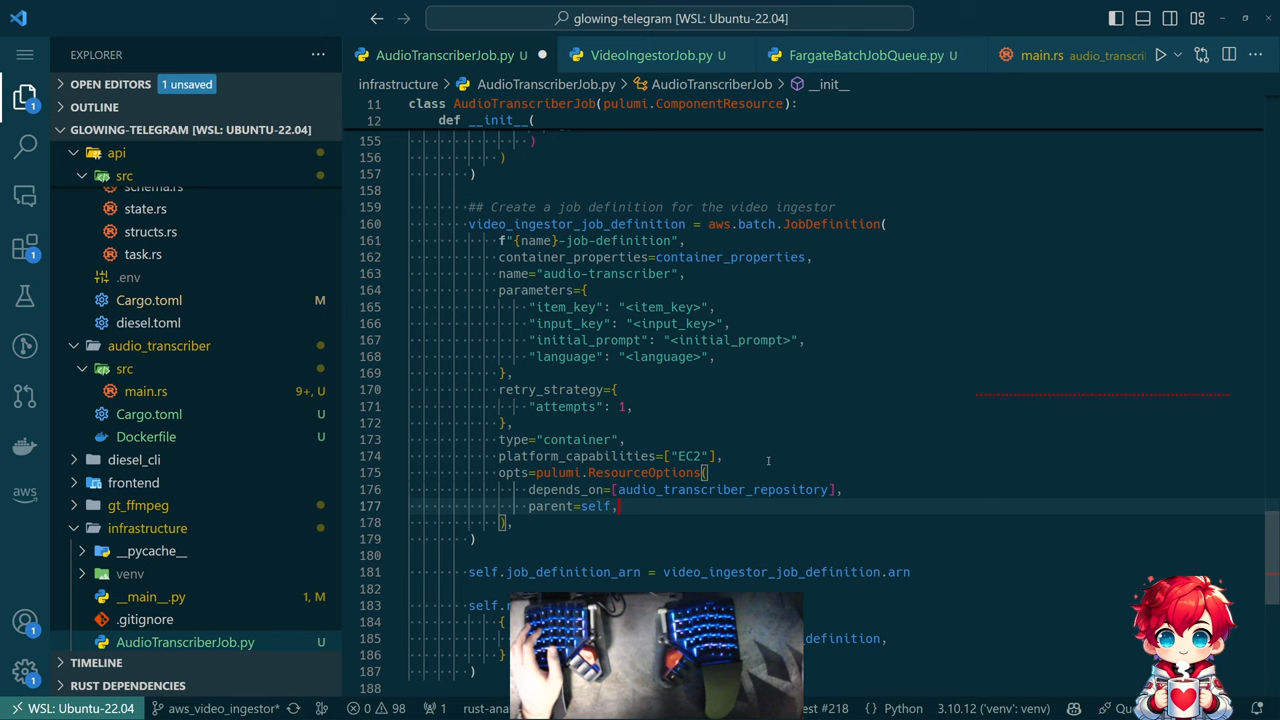 glowing-telegram [WSL: Ubuntu-22.04]
EXPLORER
OPEN EDITORS 1 unsaved
OUTLINE
GLOWING-TELEGRAM [WSL: UBUNTU-22.04]
api
src
schema.rs
state.rs
structs.rs
task.rs
.env
Cargo.toml M
diesel.toml
audio_transcriber
src
main.rs 9+, U
Cargo.toml U
Dockerfile U
diesel_cli
frontend
gt_ffmpeg
infrastructure
__pycache__
venv
__main__.py 1, M
.gitignore
AudioTranscriberJob.py U
TIMELINE
RUST DEPENDENCIES
AudioTranscriberJob.py U
VideoIngestorJob.py U
FargateBatchJobQueue.py U
main.rs audio_transcri
infrastructure > AudioTranscriberJob.py > AudioTranscriberJob > __init__
11 class AudioTranscriberJob(pulumi.ComponentResource):
12 def __init__(
155 )
156 )
157 )
158
159 ## Create a job definition for the video ingestor
160 video_ingestor_job_definition = aws.batch.JobDefinition(
161 f"{name}-job-definition",
162 container_properties=container_properties,
163 name="audio-transcriber",
164 parameters={
165 "item_key": "<item_key>",
166 "input_key": "<input_key>",
167 "initial_prompt": "<initial_prompt>",
168 "language": "<language>",
169 },
170 retry_strategy={
171 "attempts": 1,
172 },
173 type="container",
174 platform_capabilities=["EC2"],
175 opts=pulumi.ResourceOptions(
176 depends_on=[audio_transcriber_repository],
177 parent=self,
178 ),
179 )
180
181 self.job_definition_arn = video_ingestor_job_definition.arn
182
183 self.
184 {
185 definition,
186 }
187 )
188
WSL: Ubuntu-22.04 aws_video_ingestor* 0 98 1 rust-ana est #218 Python 'venv': venv) Qu
aws